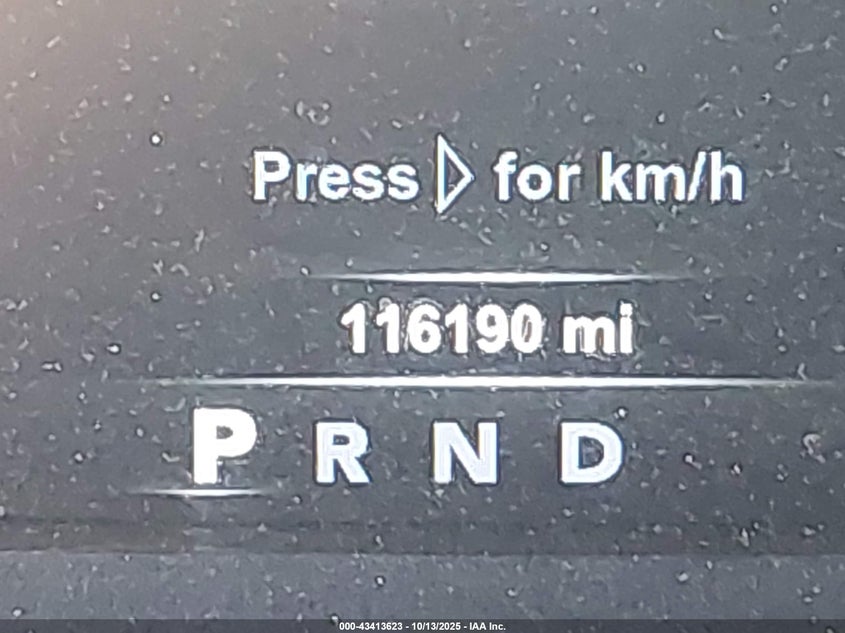 Press ▷ for km/h
116190 mi
P R N D
000-43413623 - 10/13/2025 - IAA Inc.